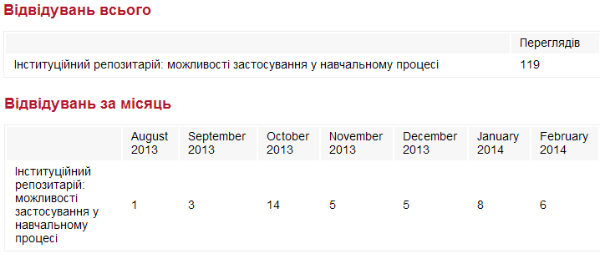 Відвідувань всього
Переглядів
Інституційний репозитарій: можливості застосування у навчальному процесі 119
Відвідувань за місяць
August September October November December January February
2013 2013 2013 2013 2013 2014 2014
Інституційний
репозитарій:
можливості
застосування у 1 3 14 5 5 8 6
навчальному
процесі